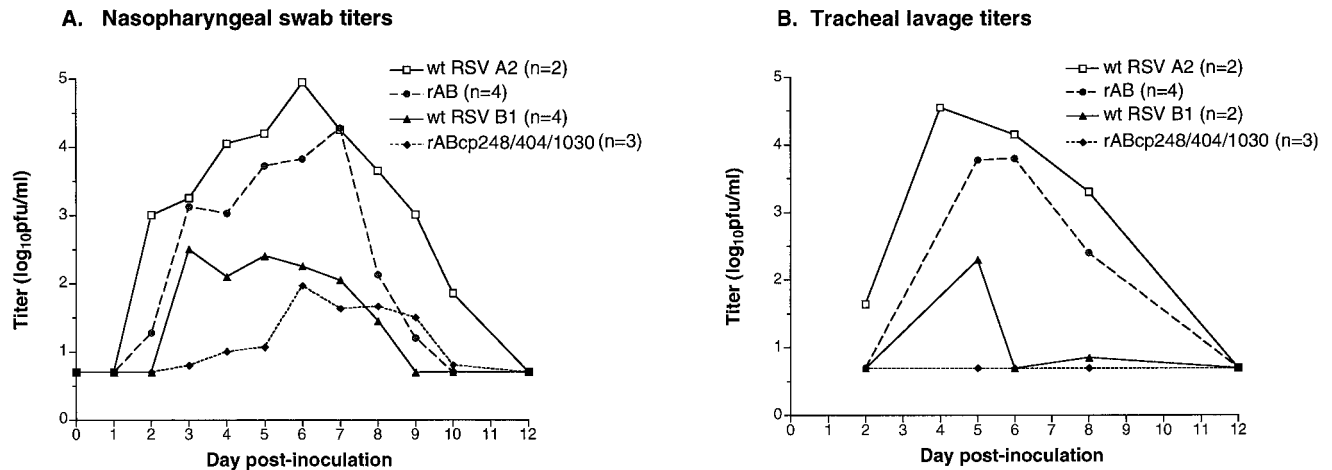 A. Nasopharyngeal swab titers
wt RSV A2 (n=2)
rAB (n=4)
wt RSV B1 (n=4)
rABcp248/404/1030 (n=3)
Titer (log10pfu/ml)
5
4
3
2
1
0
0 1 2 3 4 5 6 7 8 9 10 11 12
Day post-inoculation
B. Tracheal lavage titers
wt RSV A2 (n=2)
rAB (n=4)
wt RSV B1 (n=2)
rABcp248/404/1030 (n=3)
Titer (log10pfu/ml)
5
4
3
2
1
0
0 1 2 3 4 5 6 7 8 9 10 11 12
Day post-inoculation